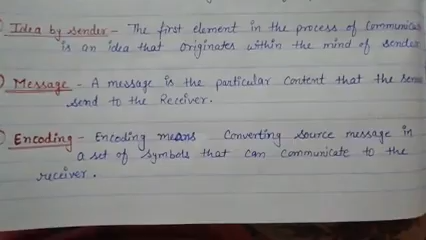 Idea by sender - The first element in the process of Communica
is an idea that originates within the mind of sender
Message - A message is the particular content that the
send to the Receiver.
Encoding - Encoding means Converting source message in
a set of symbols that can communicate to the
receiver.